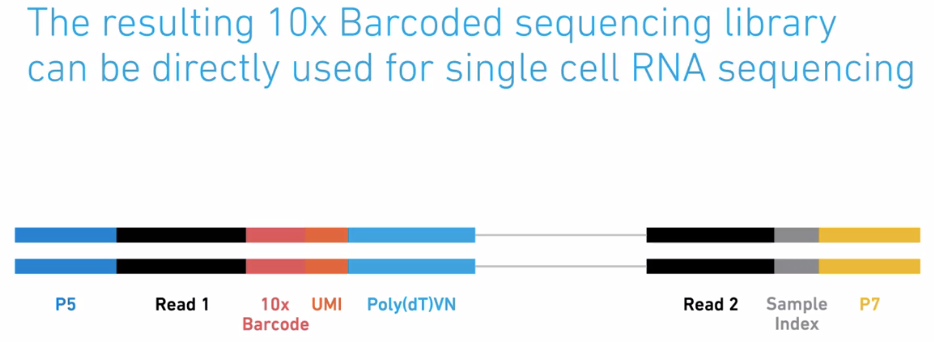 The resulting 10x Barcoded sequencing library
can be directly used for single cell RNA sequencing
P5 Read 1 10x UMI Poly(dT)VN Read 2 Sample P7
Barcode Index